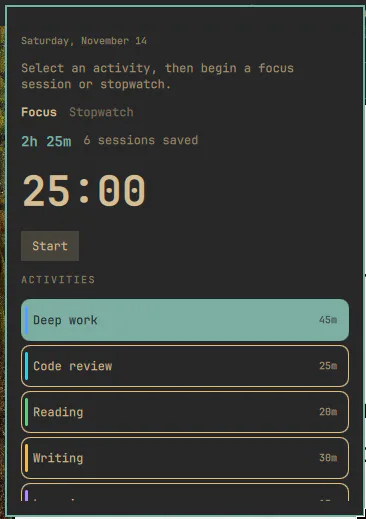 Saturday, November 14
Select an activity, then begin a focus
session or stopwatch.
Focus Stopwatch
2h 25m 6 sessions saved
25:00
Start
ACTIVITIES
Deep work 45m
Code review 25m
Reading 20m
Writing 30m